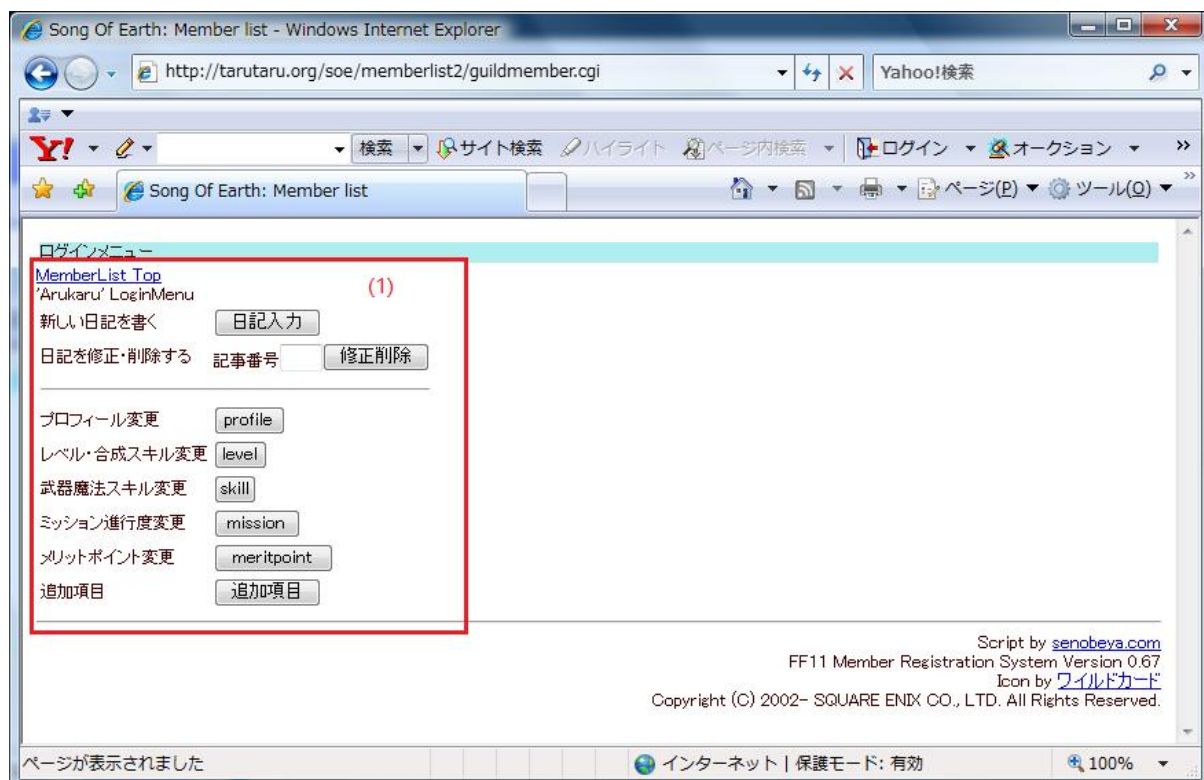 Song Of Earth: Member list - Windows Internet Explorer
http://tarutaru.org/soe/memberlist2/guildmember.cgi Yahoo!検索
Y! 検索 サイト検索 ハイライト ページ内検索 ログイン オークション »
Song Of Earth: Member list ページ(P) ツール(O) »
ログインメニュー
MemberList Top
(1)
'Arukaru' LoginMenu
新しい日記を書く 日記入力
日記を修正・削除する 記事番号 修正削除
プロフィール変更 profile
レベル・合成スキル変更 level
武器魔法スキル変更 skill
ミッション進行度変更 mission
メリットポイント変更 meritpoint
追加項目 追加項目
Script by senobeya.com
FF11 Member Registration System Version 0.67
Icon by ワイルドカード
Copyright (C) 2002- SQUARE ENIX CO., LTD. All Rights Reserved.
ページが表示されました インターネット | 保護モード: 有効 100%